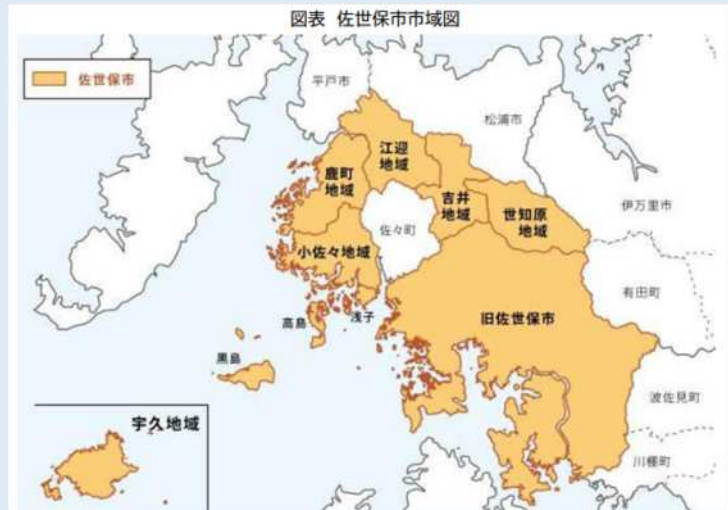 図表 佐世保市市域図
佐世保市
平戸市
松浦市
江迎
地域
鹿町
地域
吉井
地域
世知原
地域
伊万里市
佐々町
小佐々地域
有田町
浅子
高島
旧佐世保市
黒島
波佐見町
宇久地域
川棚町